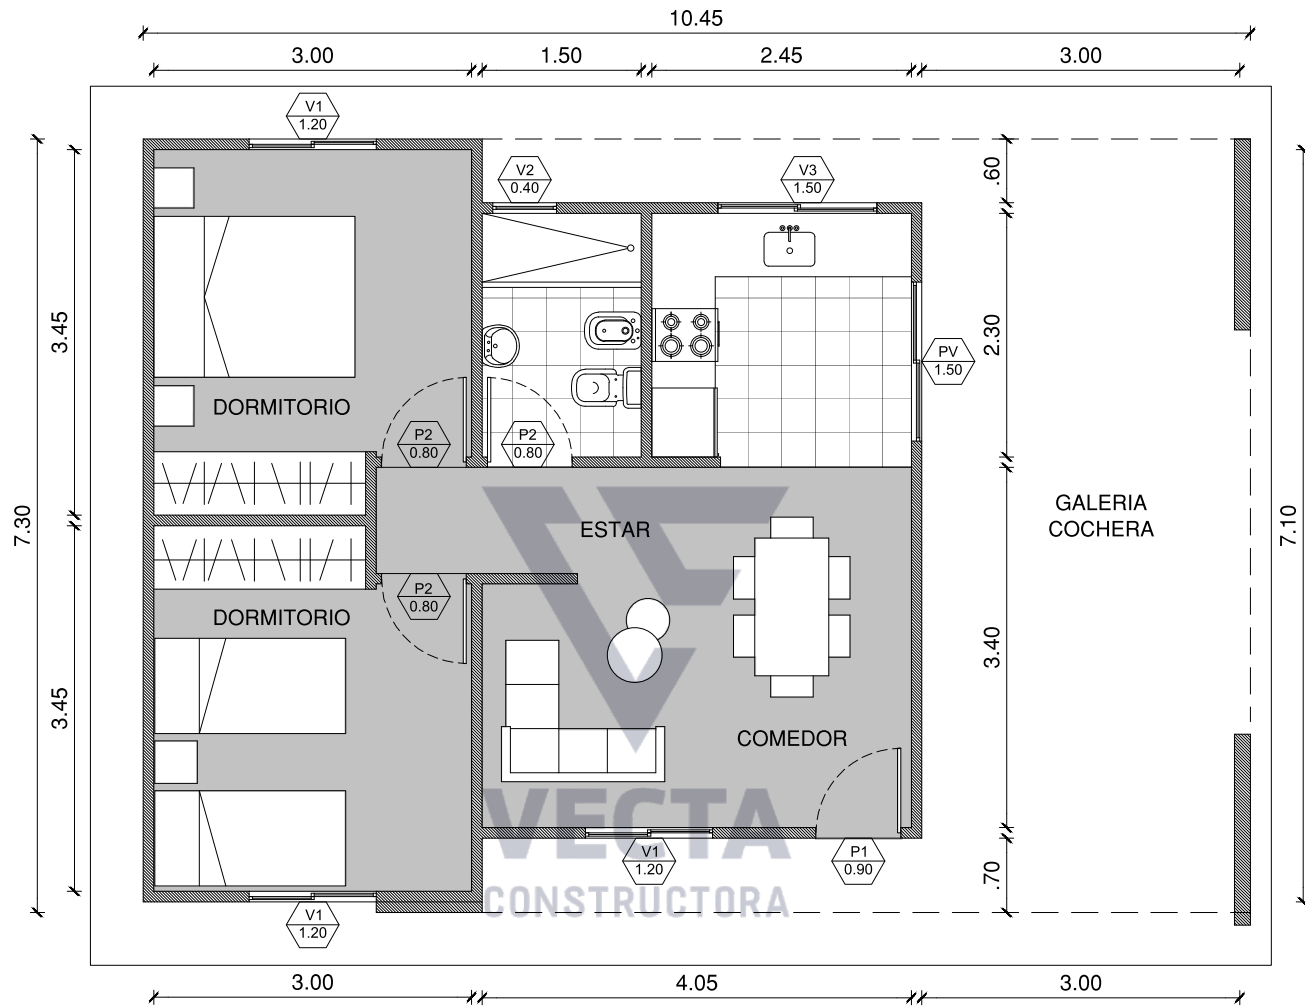 10.45
3.00
1.50
2.45
3.00
V1
1.20
V2
0.40
V3
1.50
.60
3.45
2.30
PV
1.50
DORMITORIO
P2
0.80
P2
0.80
7.30
ESTAR
GALERIA
COCHERA
7.10
P2
0.80
DORMITORIO
3.45
3.40
COMEDOR
VECTA
CONSTRUCTORA
V1
1.20
P1
0.90
.70
V1
1.20
3.00
4.05
3.00